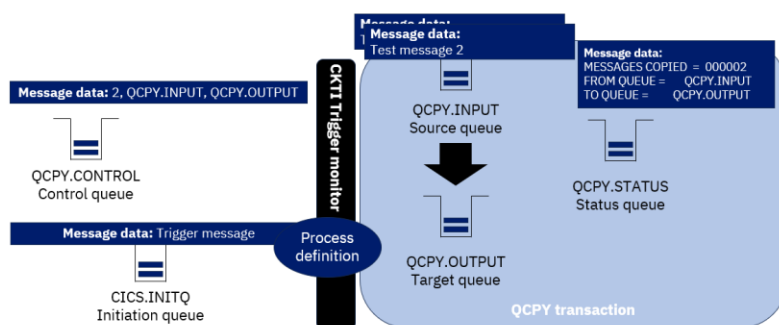 Message data:
T
Message data:
Test message 2
Message data:
MESSAGES COPIED = 000002
FROM QUEUE = QCPY.INPUT
TO QUEUE = QCPY.OUTPUT
Message data: 2, QCPY.INPUT, QCPY.OUTPUT
CKTI Trigger monitor
QCPY.INPUT
Source queue
QCPY.CONTROL
Control queue
QCPY.STATUS
Status queue
Message data: Trigger message
Process
definition
QCPY.OUTPUT
Target queue
CICS.INITQ
Initiation queue
QCPY transaction